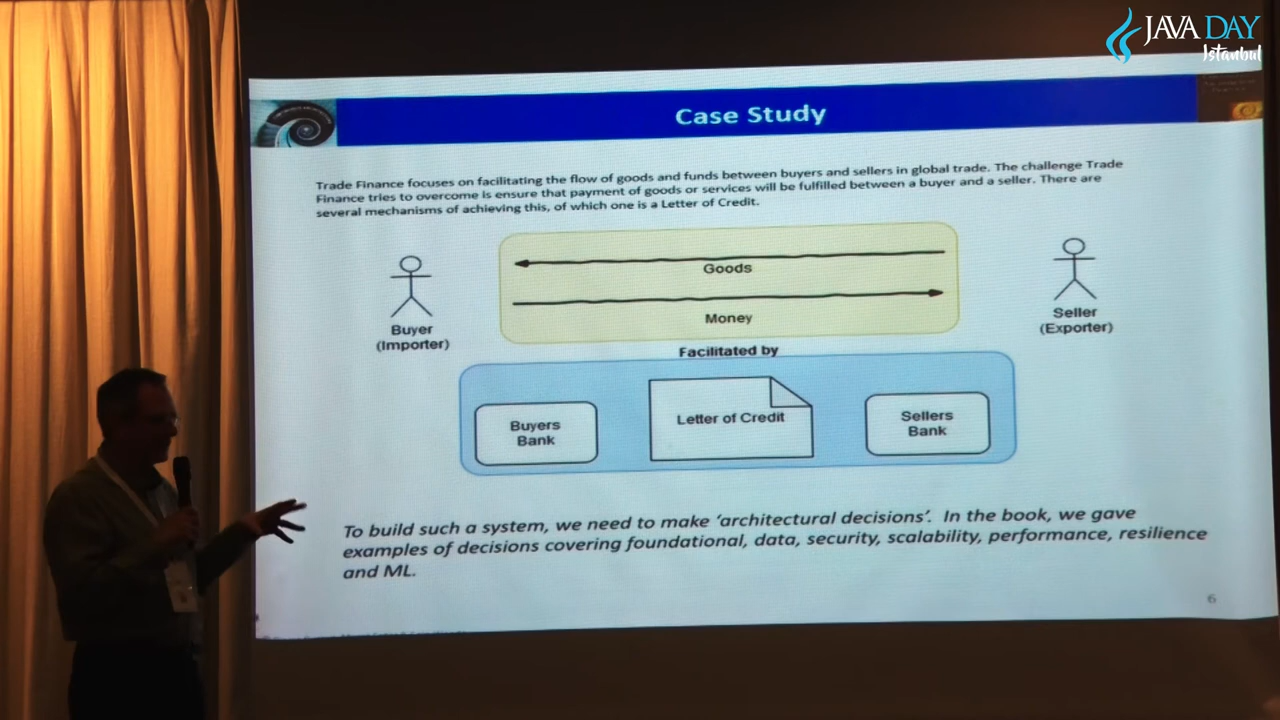 JAVA DAY
Istanbul
Case Study
Trade Finance focuses on facilitating the flow of goods and funds between buyers and sellers in global trade. The challenge Trade
Finance tries to overcome is ensure that payment of goods or services will be fulfilled between a buyer and a seller. There are
several mechanisms of achieving this, of which one is a Letter of Credit.
Goods
Money
Buyer
(Importer)
Seller
(Exporter)
Facilitated by
Buyers
Bank
Letter of Credit
Sellers
Bank
To build such a system, we need to make ‘architectural decisions’. In the book, we gave
examples of decisions covering foundational, data, security, scalability, performance, resilience
and ML.
6